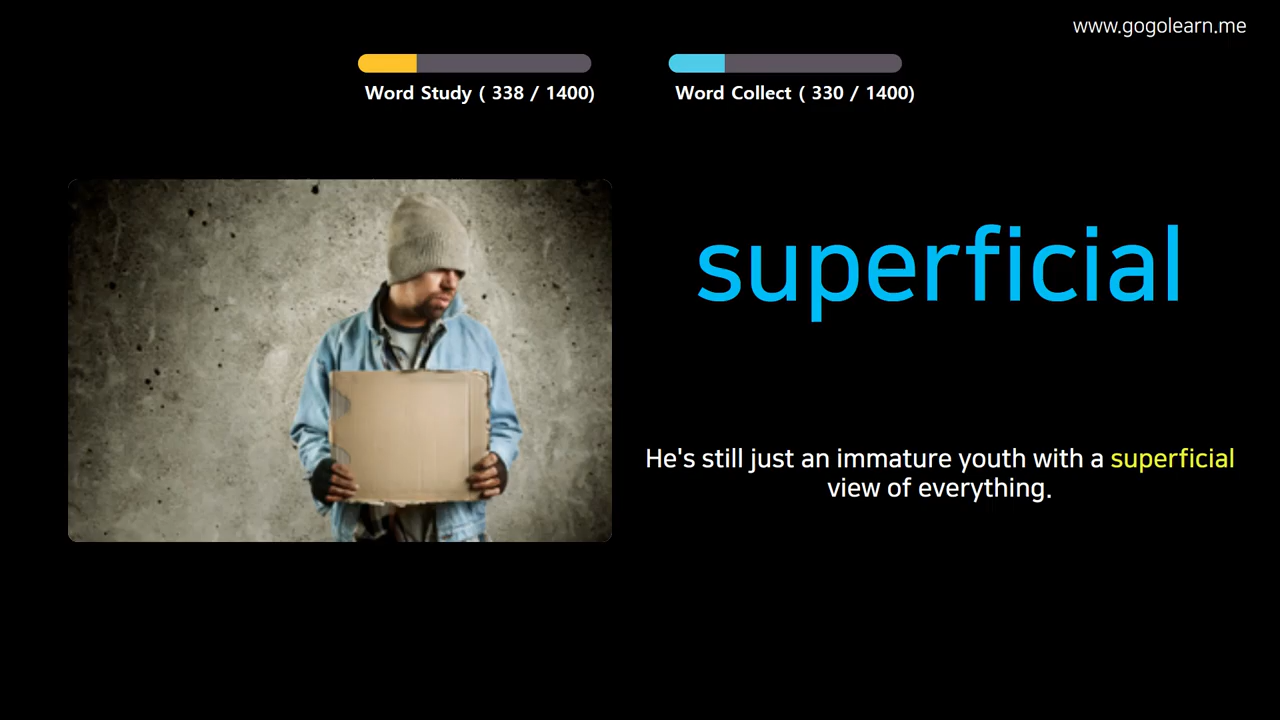 www.gogolearn.me
Word Study ( 338 / 1400)
Word Collect ( 330 / 1400)
superficial
He's still just an immature youth with a superficial
view of everything.